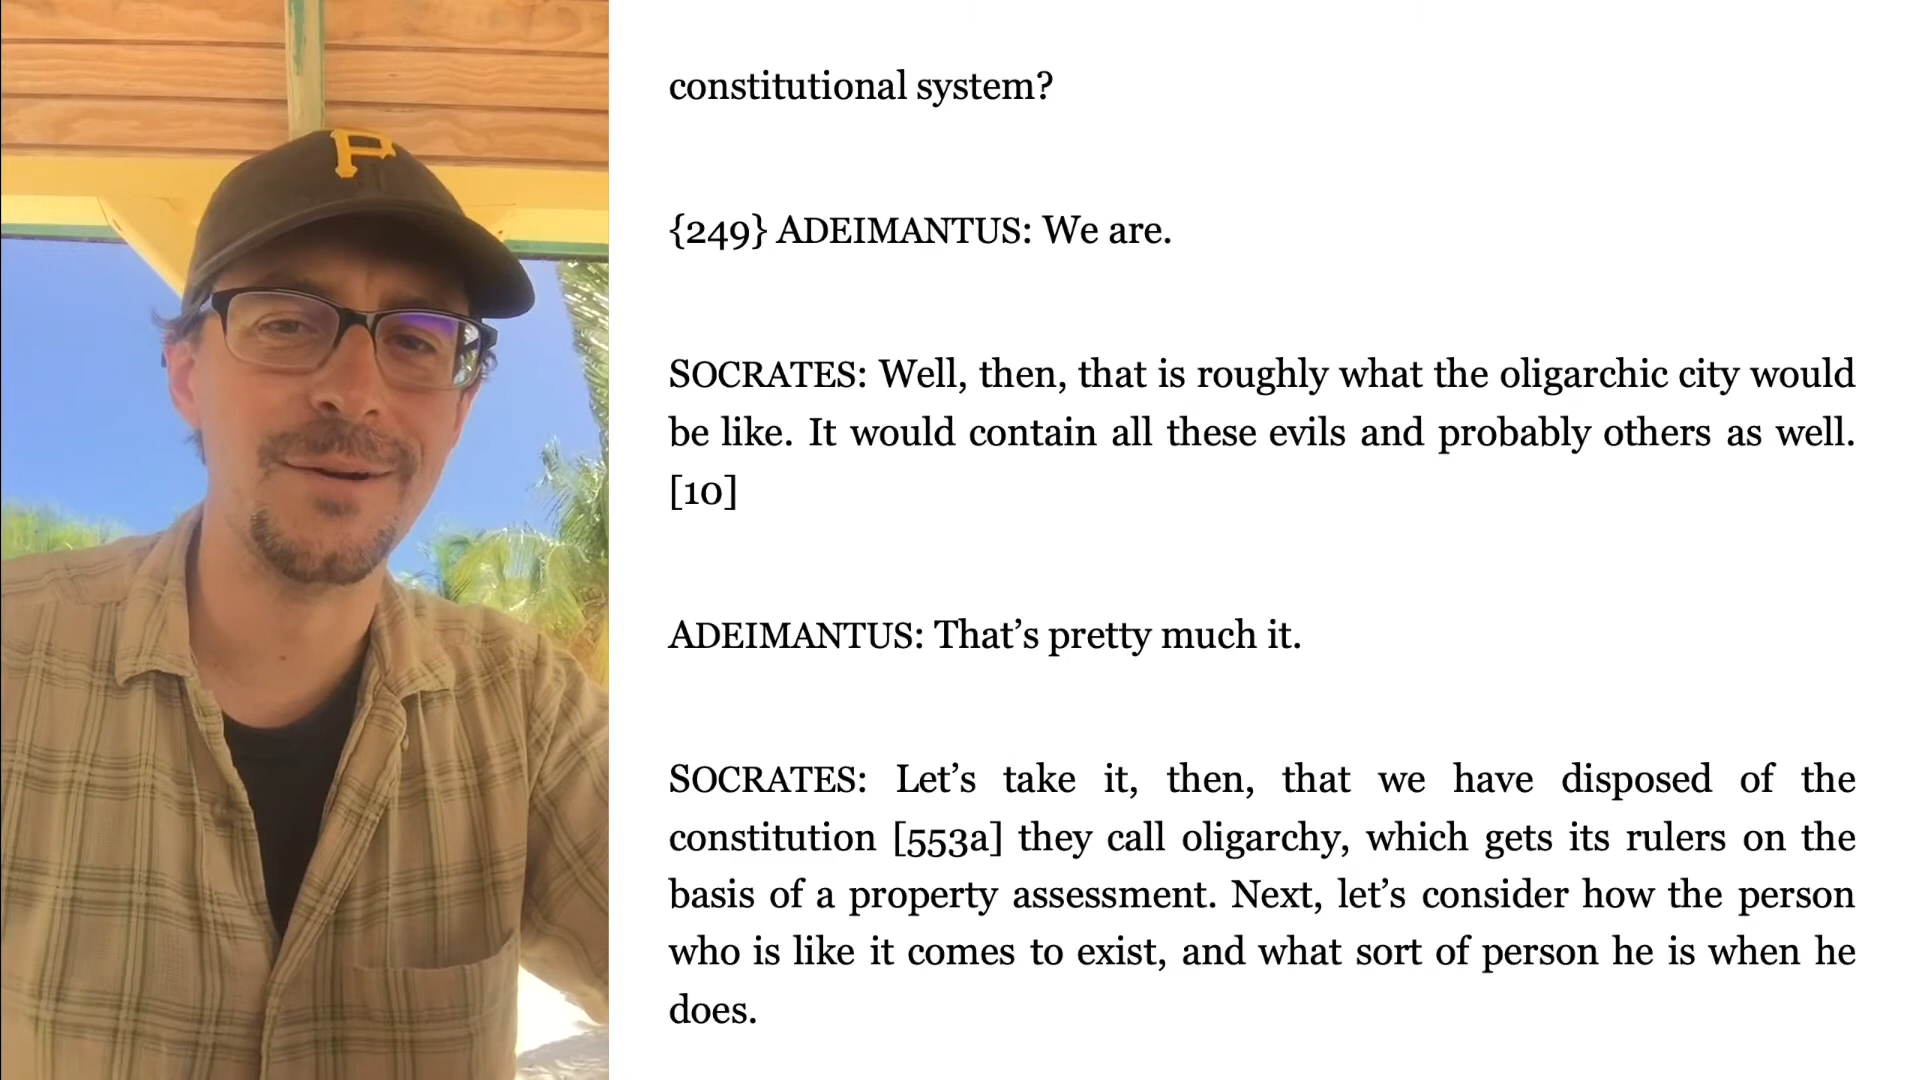 P
constitutional system?
{249} ADEIMANTUS: We are.
SOCRATES: Well, then, that is roughly what the oligarchic city would
be like. It would contain all these evils and probably others as well.
[10]
ADEIMANTUS: That’s pretty much it.
SOCRATES: Let’s take it, then, that we have disposed of the
constitution [553a] they call oligarchy, which gets its rulers on the
basis of a property assessment. Next, let’s consider how the person
who is like it comes to exist, and what sort of person he is when he
does.